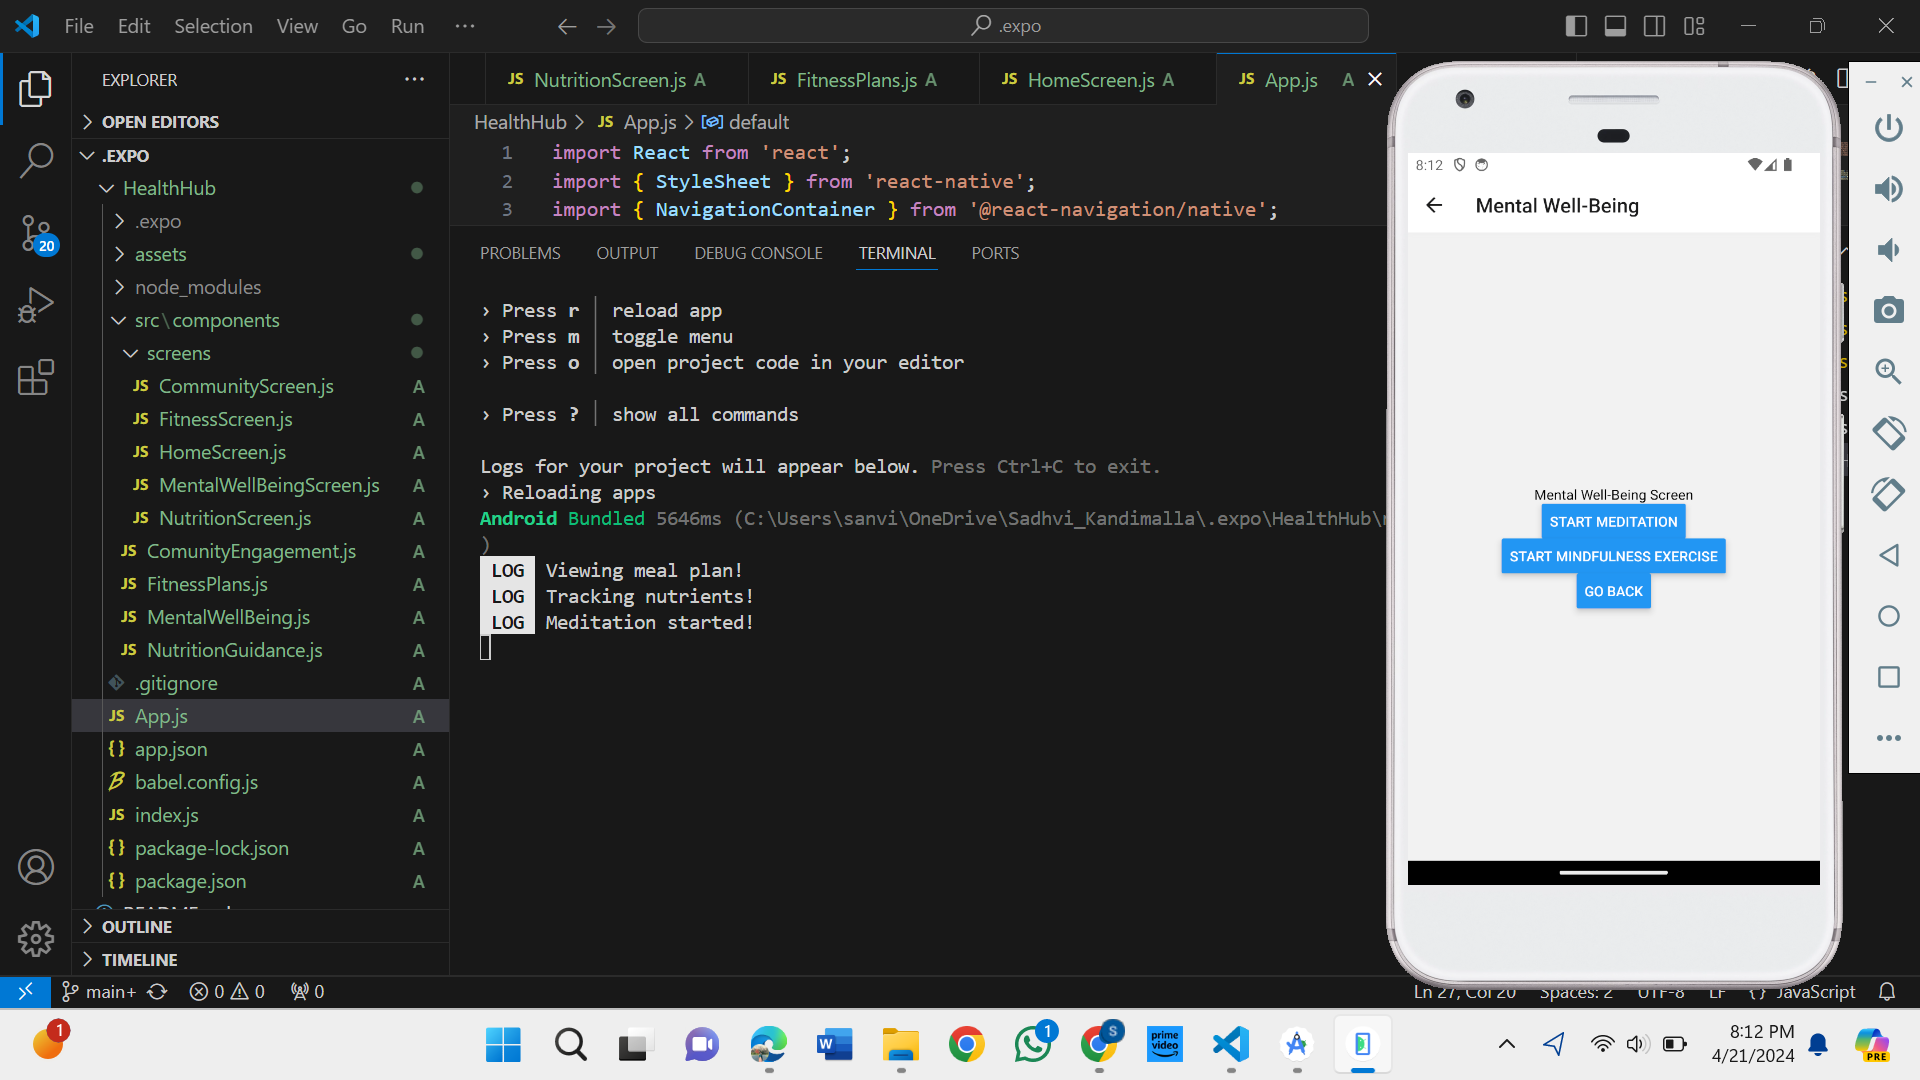 File Edit Selection View Go Run ···
.expo
EXPLORER ···
OPEN EDITORS
.EXPO
HealthHub
.expo
assets
node_modules
src\components
screens
JS CommunityScreen.js A
JS FitnessScreen.js A
JS HomeScreen.js A
JS MentalWellBeingScreen.js A
JS NutritionScreen.js A
JS ComunityEngagement.js A
JS FitnessPlans.js A
JS MentalWellBeing.js A
JS NutritionGuidance.js A
.gitignore A
JS App.js A
{} app.json A
babel.config.js A
JS index.js A
{} package-lock.json A
{} package.json A
OUTLINE
TIMELINE
20
JS NutritionScreen.js A JS FitnessPlans.js A JS HomeScreen.js A JS App.js A
HealthHub > JS App.js > default
1 import React from 'react';
2 import { StyleSheet } from 'react-native';
3 import { NavigationContainer } from '@react-navigation/native';
PROBLEMS OUTPUT DEBUG CONSOLE TERMINAL PORTS
› Press r │ reload app
› Press m │ toggle menu
› Press o │ open project code in your editor
› Press ? │ show all commands
Logs for your project will appear below. Press Ctrl+C to exit.
› Reloading apps
Android Bundled 5646ms (C:\Users\sanvi\OneDrive\Sadhvi_Kandimalla\.expo\HealthHub\
)
LOG Viewing meal plan!
LOG Tracking nutrients!
LOG Meditation started!
8:12
Mental Well-Being
Mental Well-Being Screen
START MEDITATION
START MINDFULNESS EXERCISE
GO BACK
main+ 0 0 0
Ln 27, Col 20 Spaces: 2 UTF-8 LF {} JavaScript
1
W
1
S
prime video
8:12 PM
4/21/2024
PRE